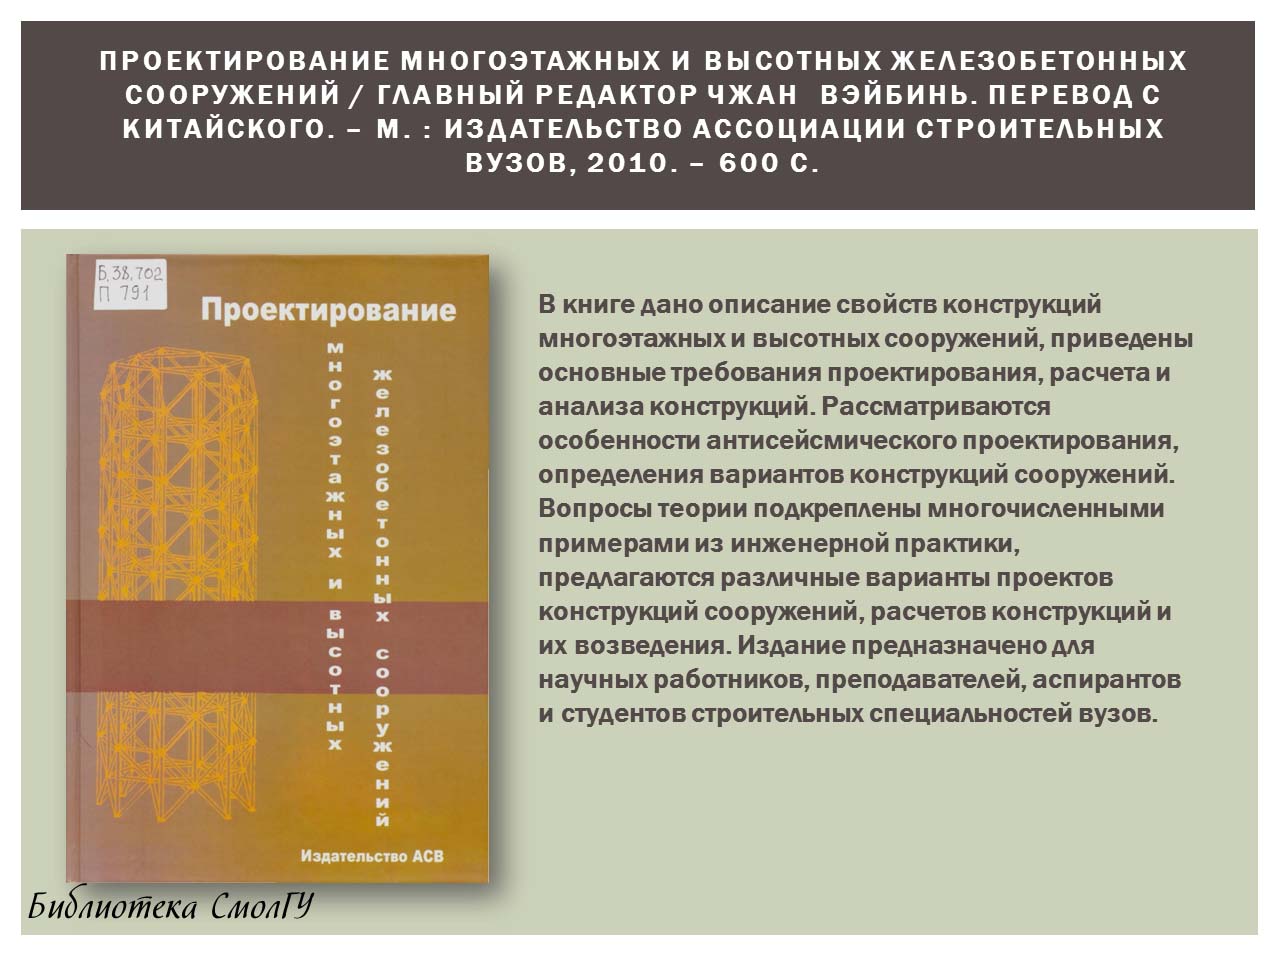 ПРОЕКТИРОВАНИЕ МНОГОЭТАЖНЫХ И ВЫСОТНЫХ ЖЕЛЕЗОБЕТОННЫХ
СООРУЖЕНИЙ / ГЛАВНЫЙ РЕДАКТОР ЧЖАН ВЭЙБИНЬ. ПЕРЕВОД С
КИТАЙСКОГО. – М. : ИЗДАТЕЛЬСТВО АССОЦИАЦИИ СТРОИТЕЛЬНЫХ
ВУЗОВ, 2010. – 600 С.
Б.38.702
П 791
Проектирование
многоэтажных и высотных
железобетонных сооружений
Издательство АСВ
В книге дано описание свойств конструкций
многоэтажных и высотных сооружений, приведены
основные требования проектирования, расчета и
анализа конструкций. Рассматриваются
особенности антисейсмического проектирования,
определения вариантов конструкций сооружений.
Вопросы теории подкреплены многочисленными
примерами из инженерной практики,
предлагаются различные варианты проектов
конструкций сооружений, расчетов конструкций и
их возведения. Издание предназначено для
научных работников, преподавателей, аспирантов
и студентов строительных специальностей вузов.
Библиотека СмолГУ